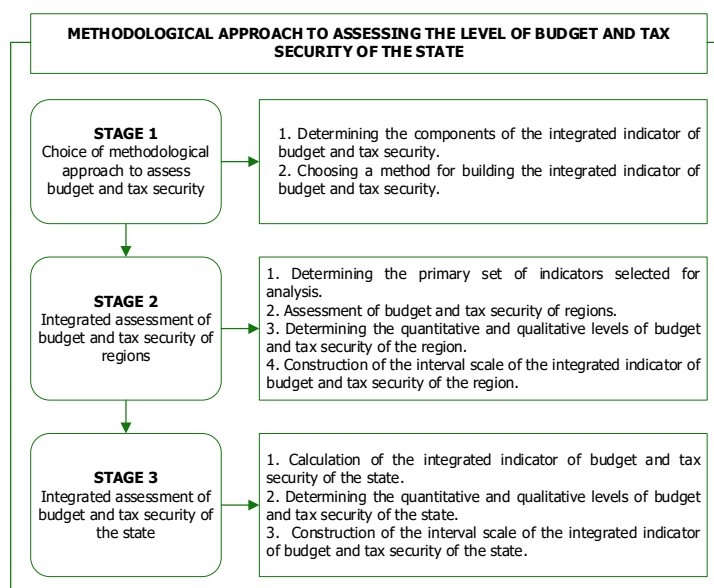 METHODOLOGICAL APPROACH TO ASSESSING THE LEVEL OF BUDGET AND TAX
SECURITY OF THE STATE
STAGE 1
Choice of methodological
approach to assess
budget and tax security
1. Determining the components of the integrated indicator of
budget and tax security.
2. Choosing a method for building the integrated indicator of
budget and tax security.
STAGE 2
Integrated assessment of
budget and tax security of
regions
1. Determining the primary set of indicators selected for
analysis.
2. Assessment of budget and tax security of regions.
3. Determining the quantitative and qualitative levels of budget
and tax security of the region.
4. Construction of the interval scale of the integrated indicator of
budget and tax security of the region.
STAGE 3
Integrated assessment of
budget and tax security of
the state
1. Calculation of the integrated indicator of budget and tax
security of the state.
2. Determining the quantitative and qualitative levels of budget
and tax security of the state.
3. Construction of the interval scale of the integrated indicator
of budget and tax security of the state.